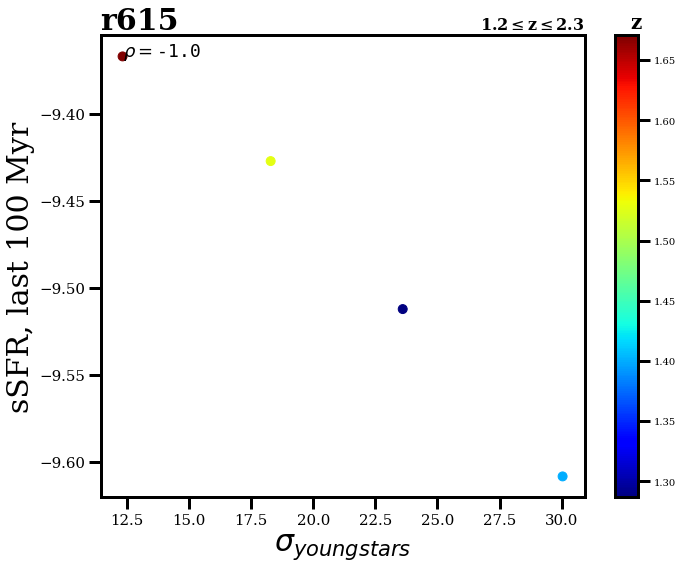 r615
1.2 ≤ z ≤ 2.3
z
ρ = -1.0
sSFR, last 100 Myr
−9.40
−9.45
−9.50
−9.55
−9.60
12.5 15.0 17.5 20.0 22.5 25.0 27.5 30.0
σyoungstars
1.65
1.60
1.55
1.50
1.45
1.40
1.35
1.30